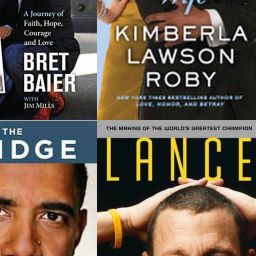 A Journey of
Faith, Hope,
Courage
and Love
BRET
BAIER
WITH
JIM MILLS
Wife
KIMBERLA
LAWSON
ROBY
NEW YORK TIMES BESTSELLING AUTHOR OF
LOVE, HONOR, AND BETRAY
THE
IDGE
THE MAKING OF THE WORLD'S GREATEST CHAMPION
LANCE